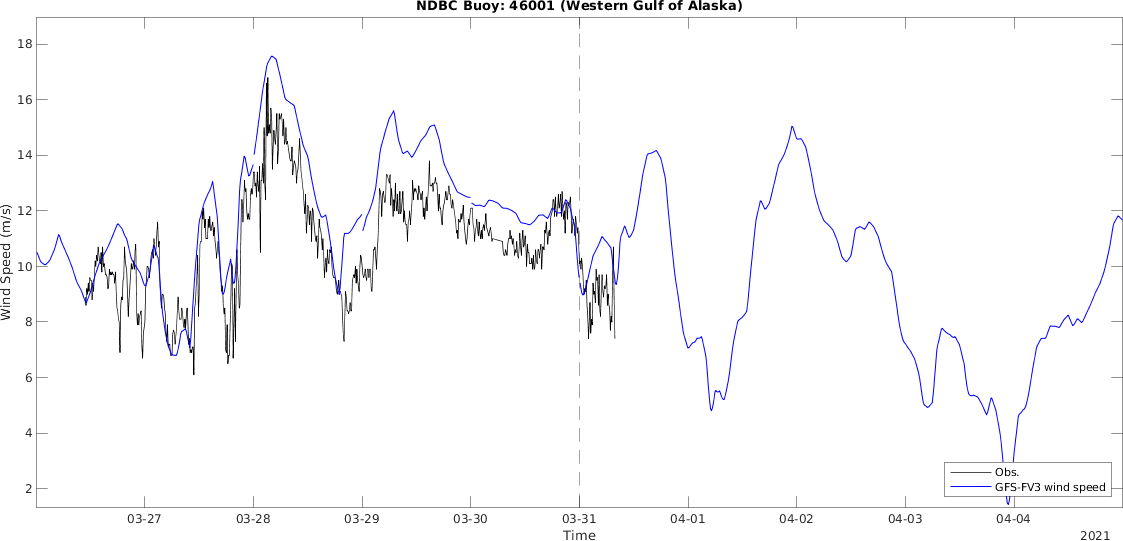 NDBC Buoy: 46001 (Western Gulf of Alaska)
Wind Speed (m/s)
18
16
14
12
10
8
6
4
2
Obs.
GFS-FV3 wind speed
03-27 03-28 03-29 03-30 03-31 04-01 04-02 04-03 04-04
Time
2021